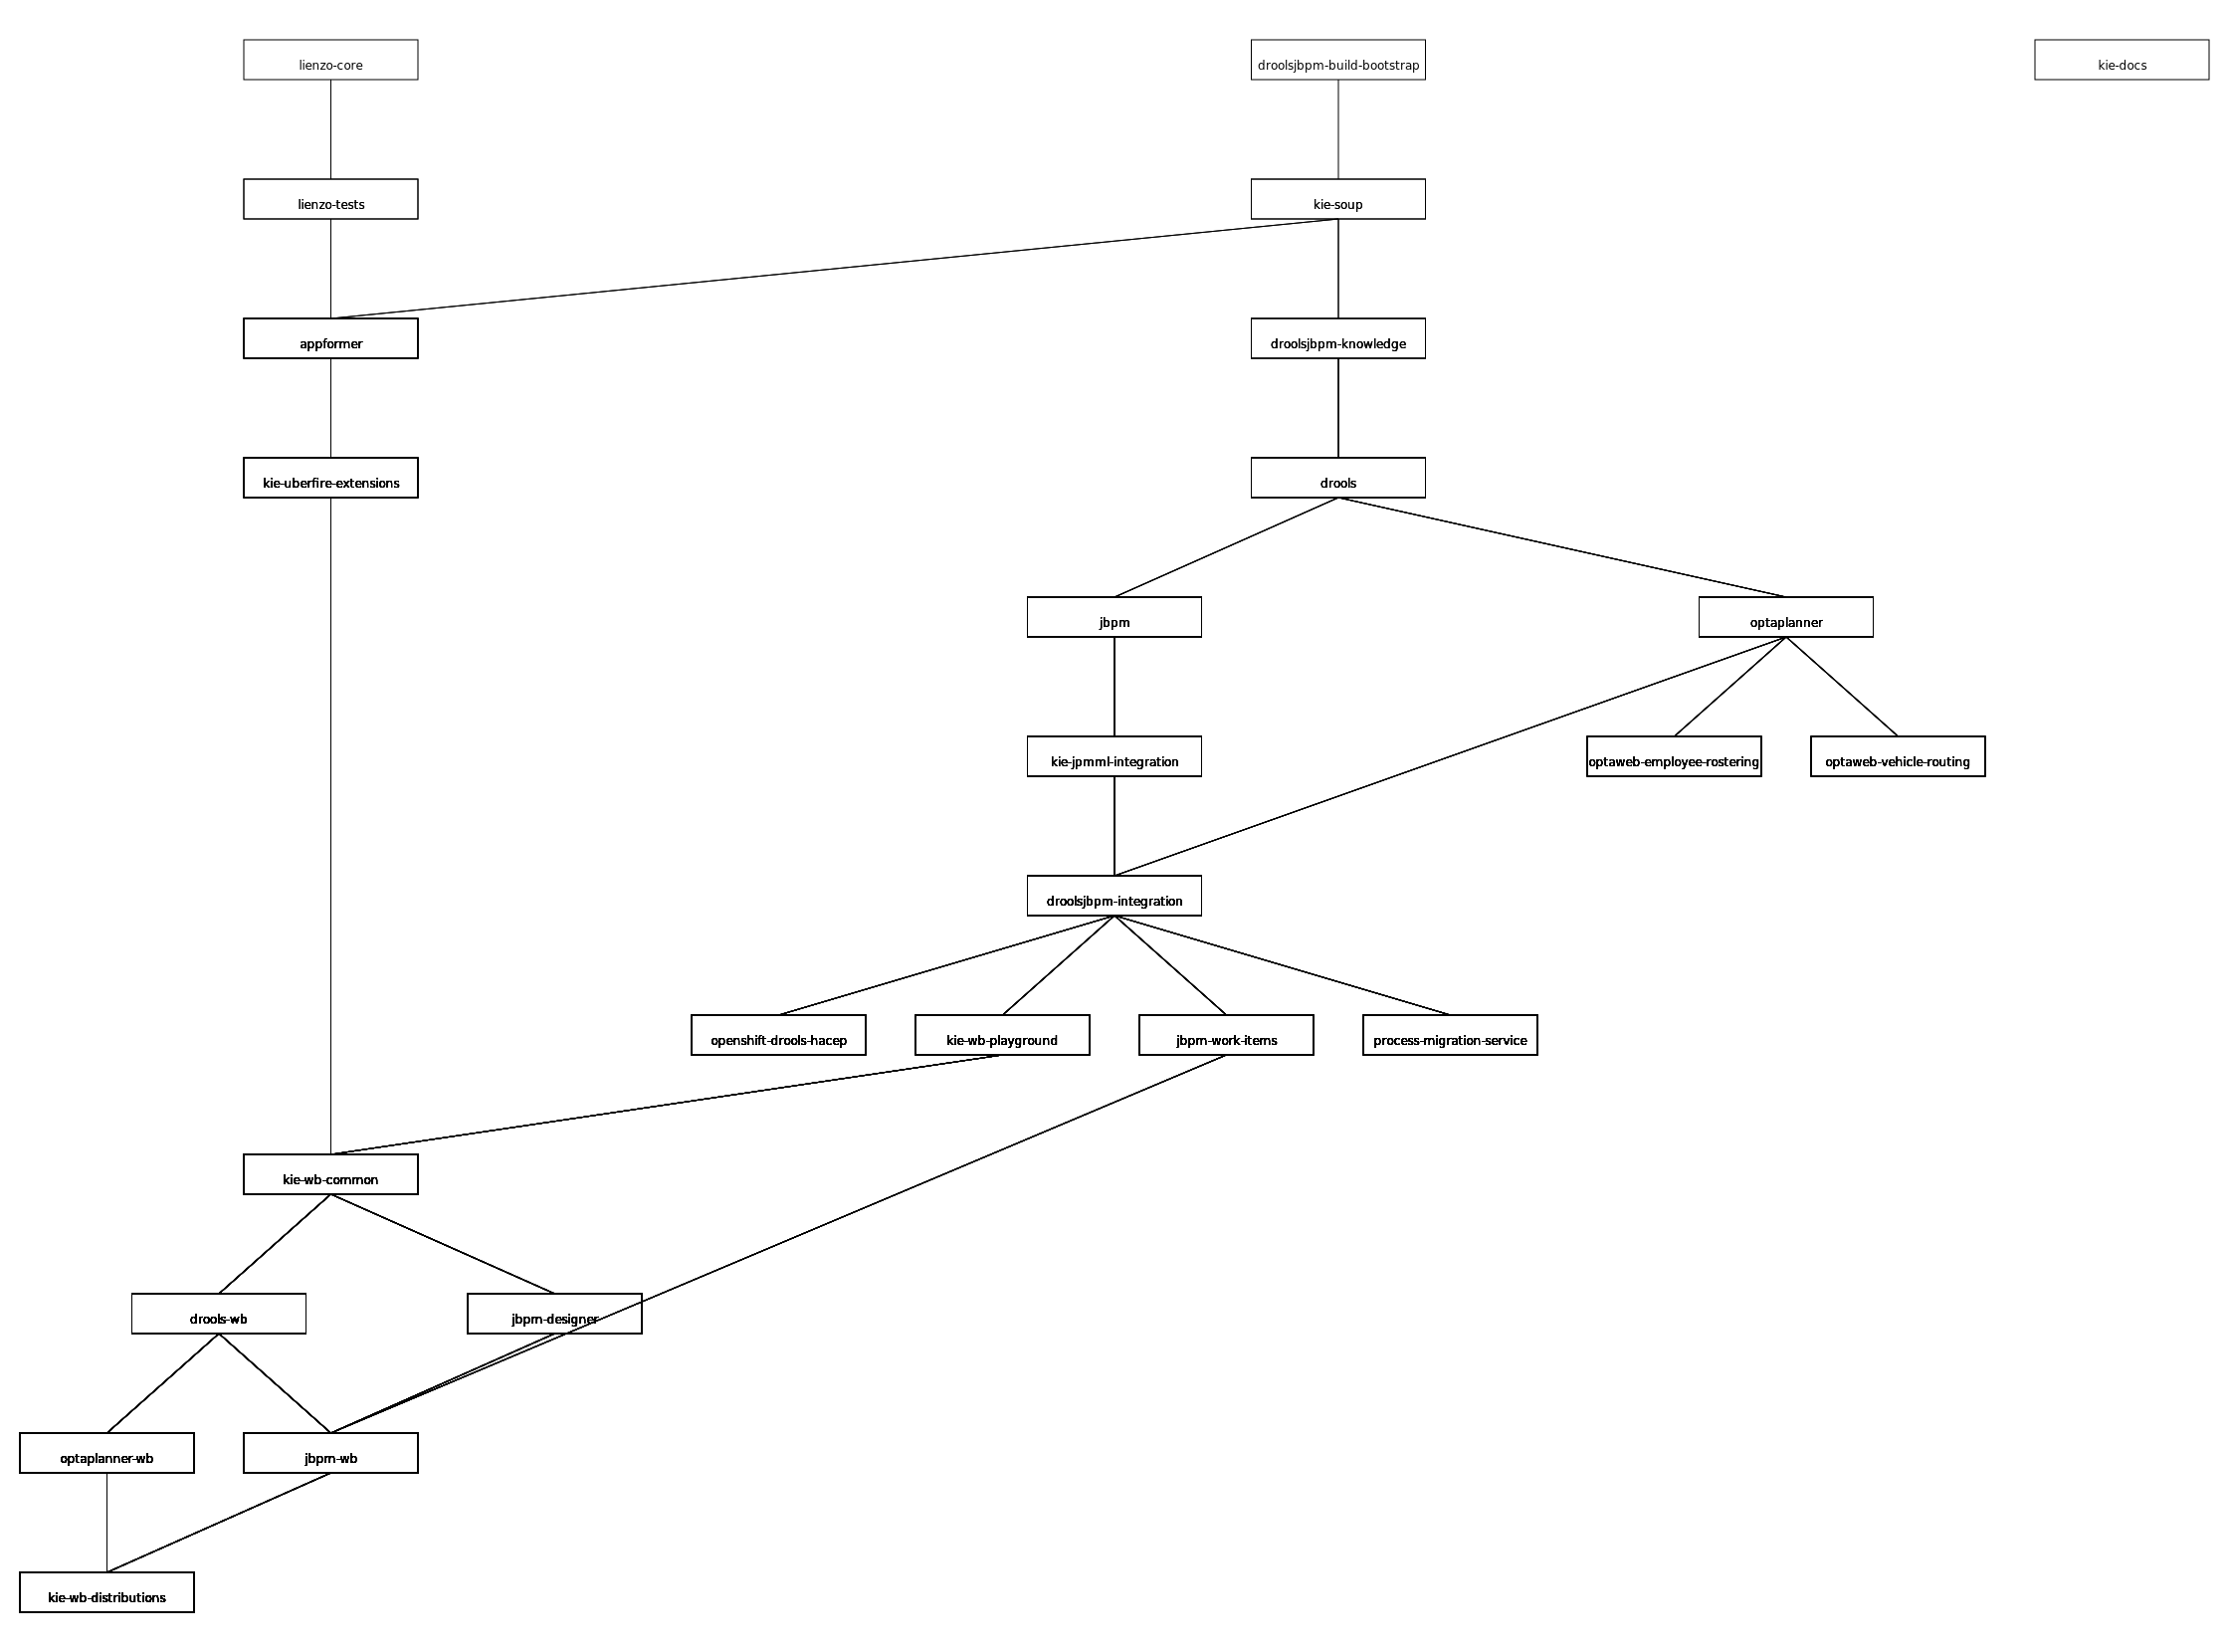 lienzo-core
droolsjbpm-build-bootstrap
kie-docs
lienzo-tests
kie-soup
appformer
droolsjbpm-knowledge
kie-uberfire-extensions
drools
jbpm
optaplanner
kie-jpmml-integration
optaweb-employee-rostering
optaweb-vehicle-routing
droolsjbpm-integration
openshift-drools-hacep
kie-wb-playground
jbpm-work-items
process-migration-service
kie-wb-common
drools-wb
jbpm-designer
optaplanner-wb
jbpm-wb
kie-wb-distributions